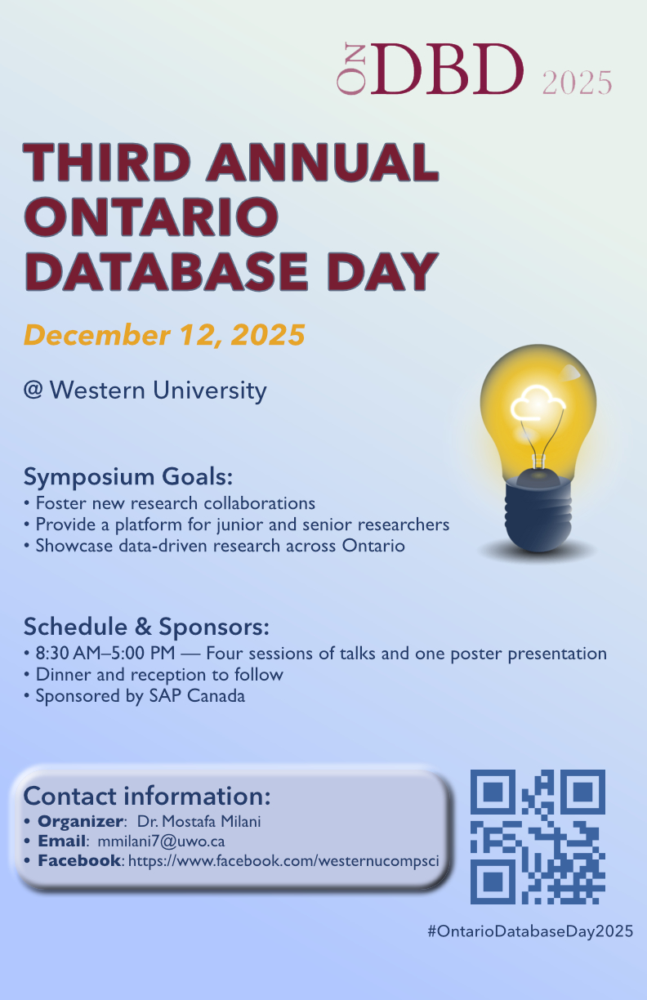 ON DBD 2025
THIRD ANNUAL
ONTARIO
DATABASE DAY
December 12, 2025
@ Western University
Symposium Goals:
• Foster new research collaborations
• Provide a platform for junior and senior researchers
• Showcase data-driven research across Ontario
Schedule & Sponsors:
• 8:30 AM–5:00 PM — Four sessions of talks and one poster presentation
• Dinner and reception to follow
• Sponsored by SAP Canada
Contact information:
• Organizer: Dr. Mostafa Milani
• Email: mmilani7@uwo.ca
• Facebook: https://www.facebook.com/westernucompsci
#OntarioDatabaseDay2025